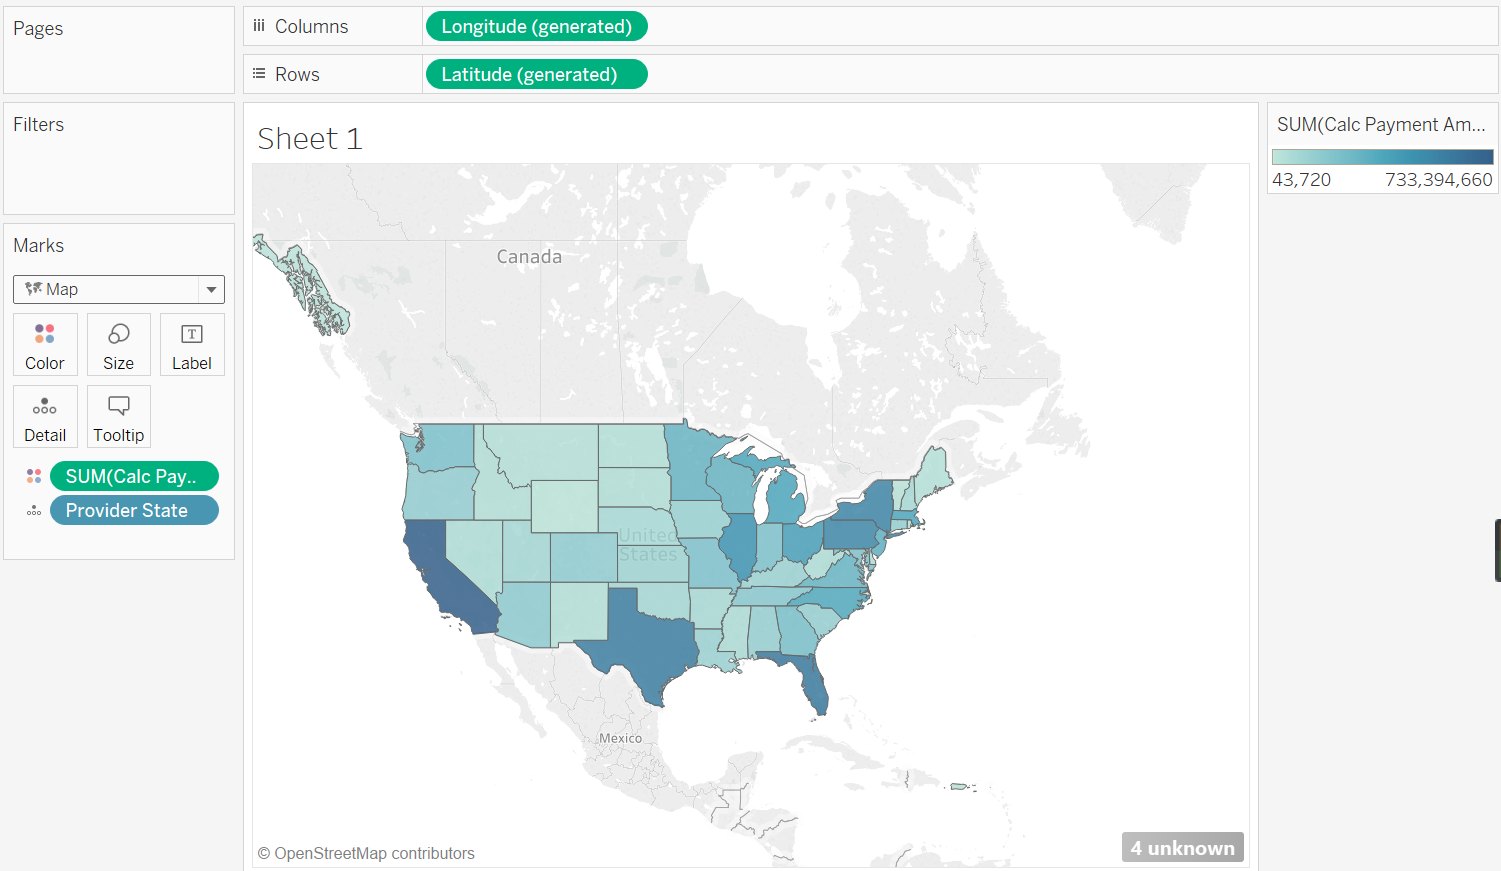 Pages
Columns
Longitude (generated)
Rows
Latitude (generated)
Filters
Marks
Map
Color
Size
T
Label
Detail
Tooltip
SUM(Calc Pay..
Provider State
Sheet 1
Canada
United
States
Mexico
© OpenStreetMap contributors
4 unknown
SUM(Calc Payment Am...
43,720
733,394,660